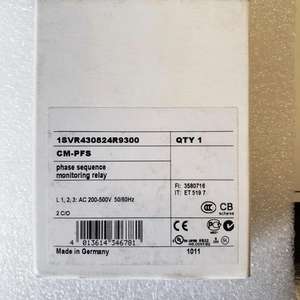 1SVR430824R9300
QTY 1
CM-PFS
phase sequence
monitoring relay
L 1, 2, 3: AC 200-500V 50/60Hz
FI: 3580716
IT: ET 519 7
2 C/O
CB
scheme
Made in Germany
4 013614 346781
1011